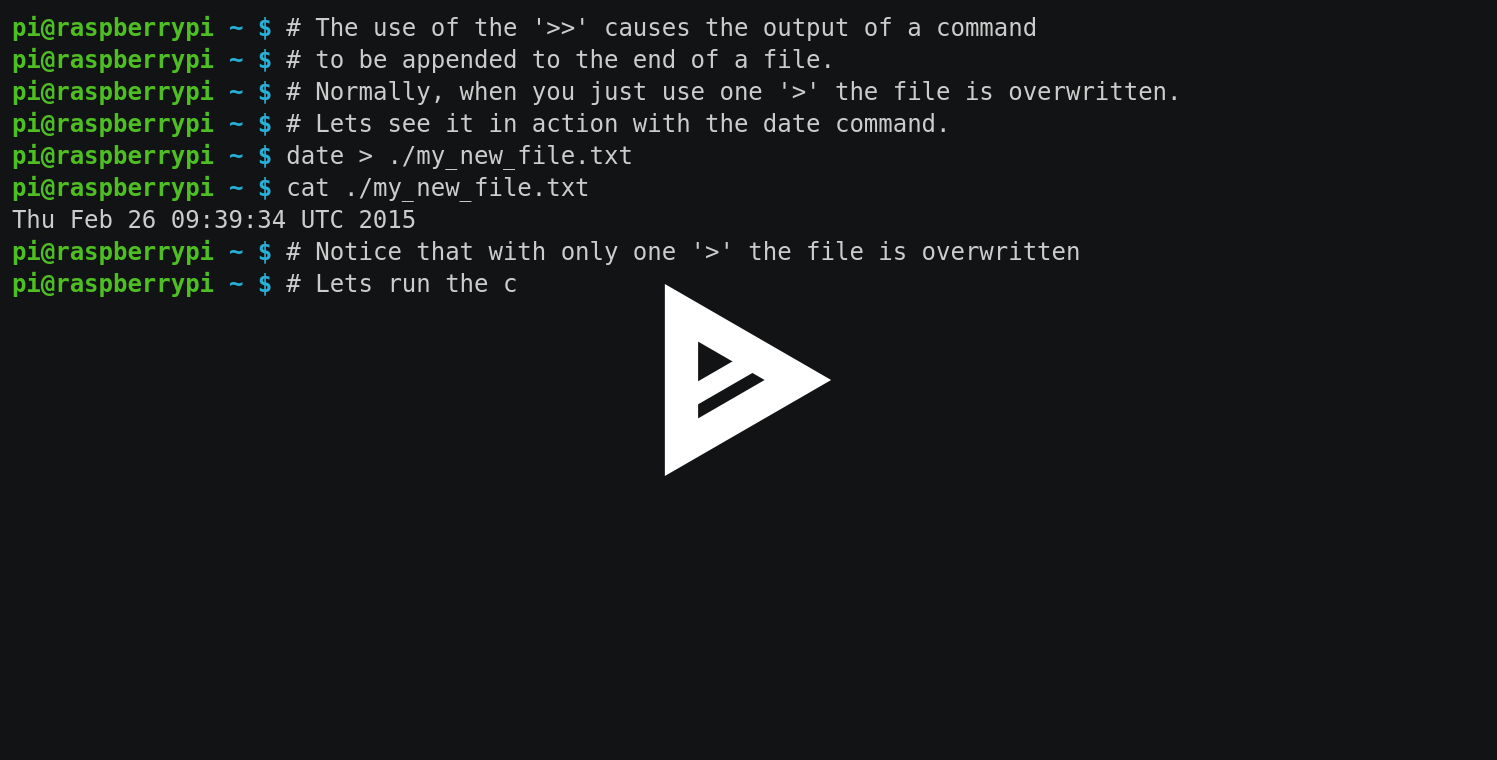 pi@raspberrypi ~ $ # The use of the '>>' causes the output of a command
pi@raspberrypi ~ $ # to be appended to the end of a file.
pi@raspberrypi ~ $ # Normally, when you just use one '>' the file is overwritten.
pi@raspberrypi ~ $ # Lets see it in action with the date command.
pi@raspberrypi ~ $ date > ./my_new_file.txt
pi@raspberrypi ~ $ cat ./my_new_file.txt
Thu Feb 26 09:39:34 UTC 2015
pi@raspberrypi ~ $ # Notice that with only one '>' the file is overwritten
pi@raspberrypi ~ $ # Lets run the c